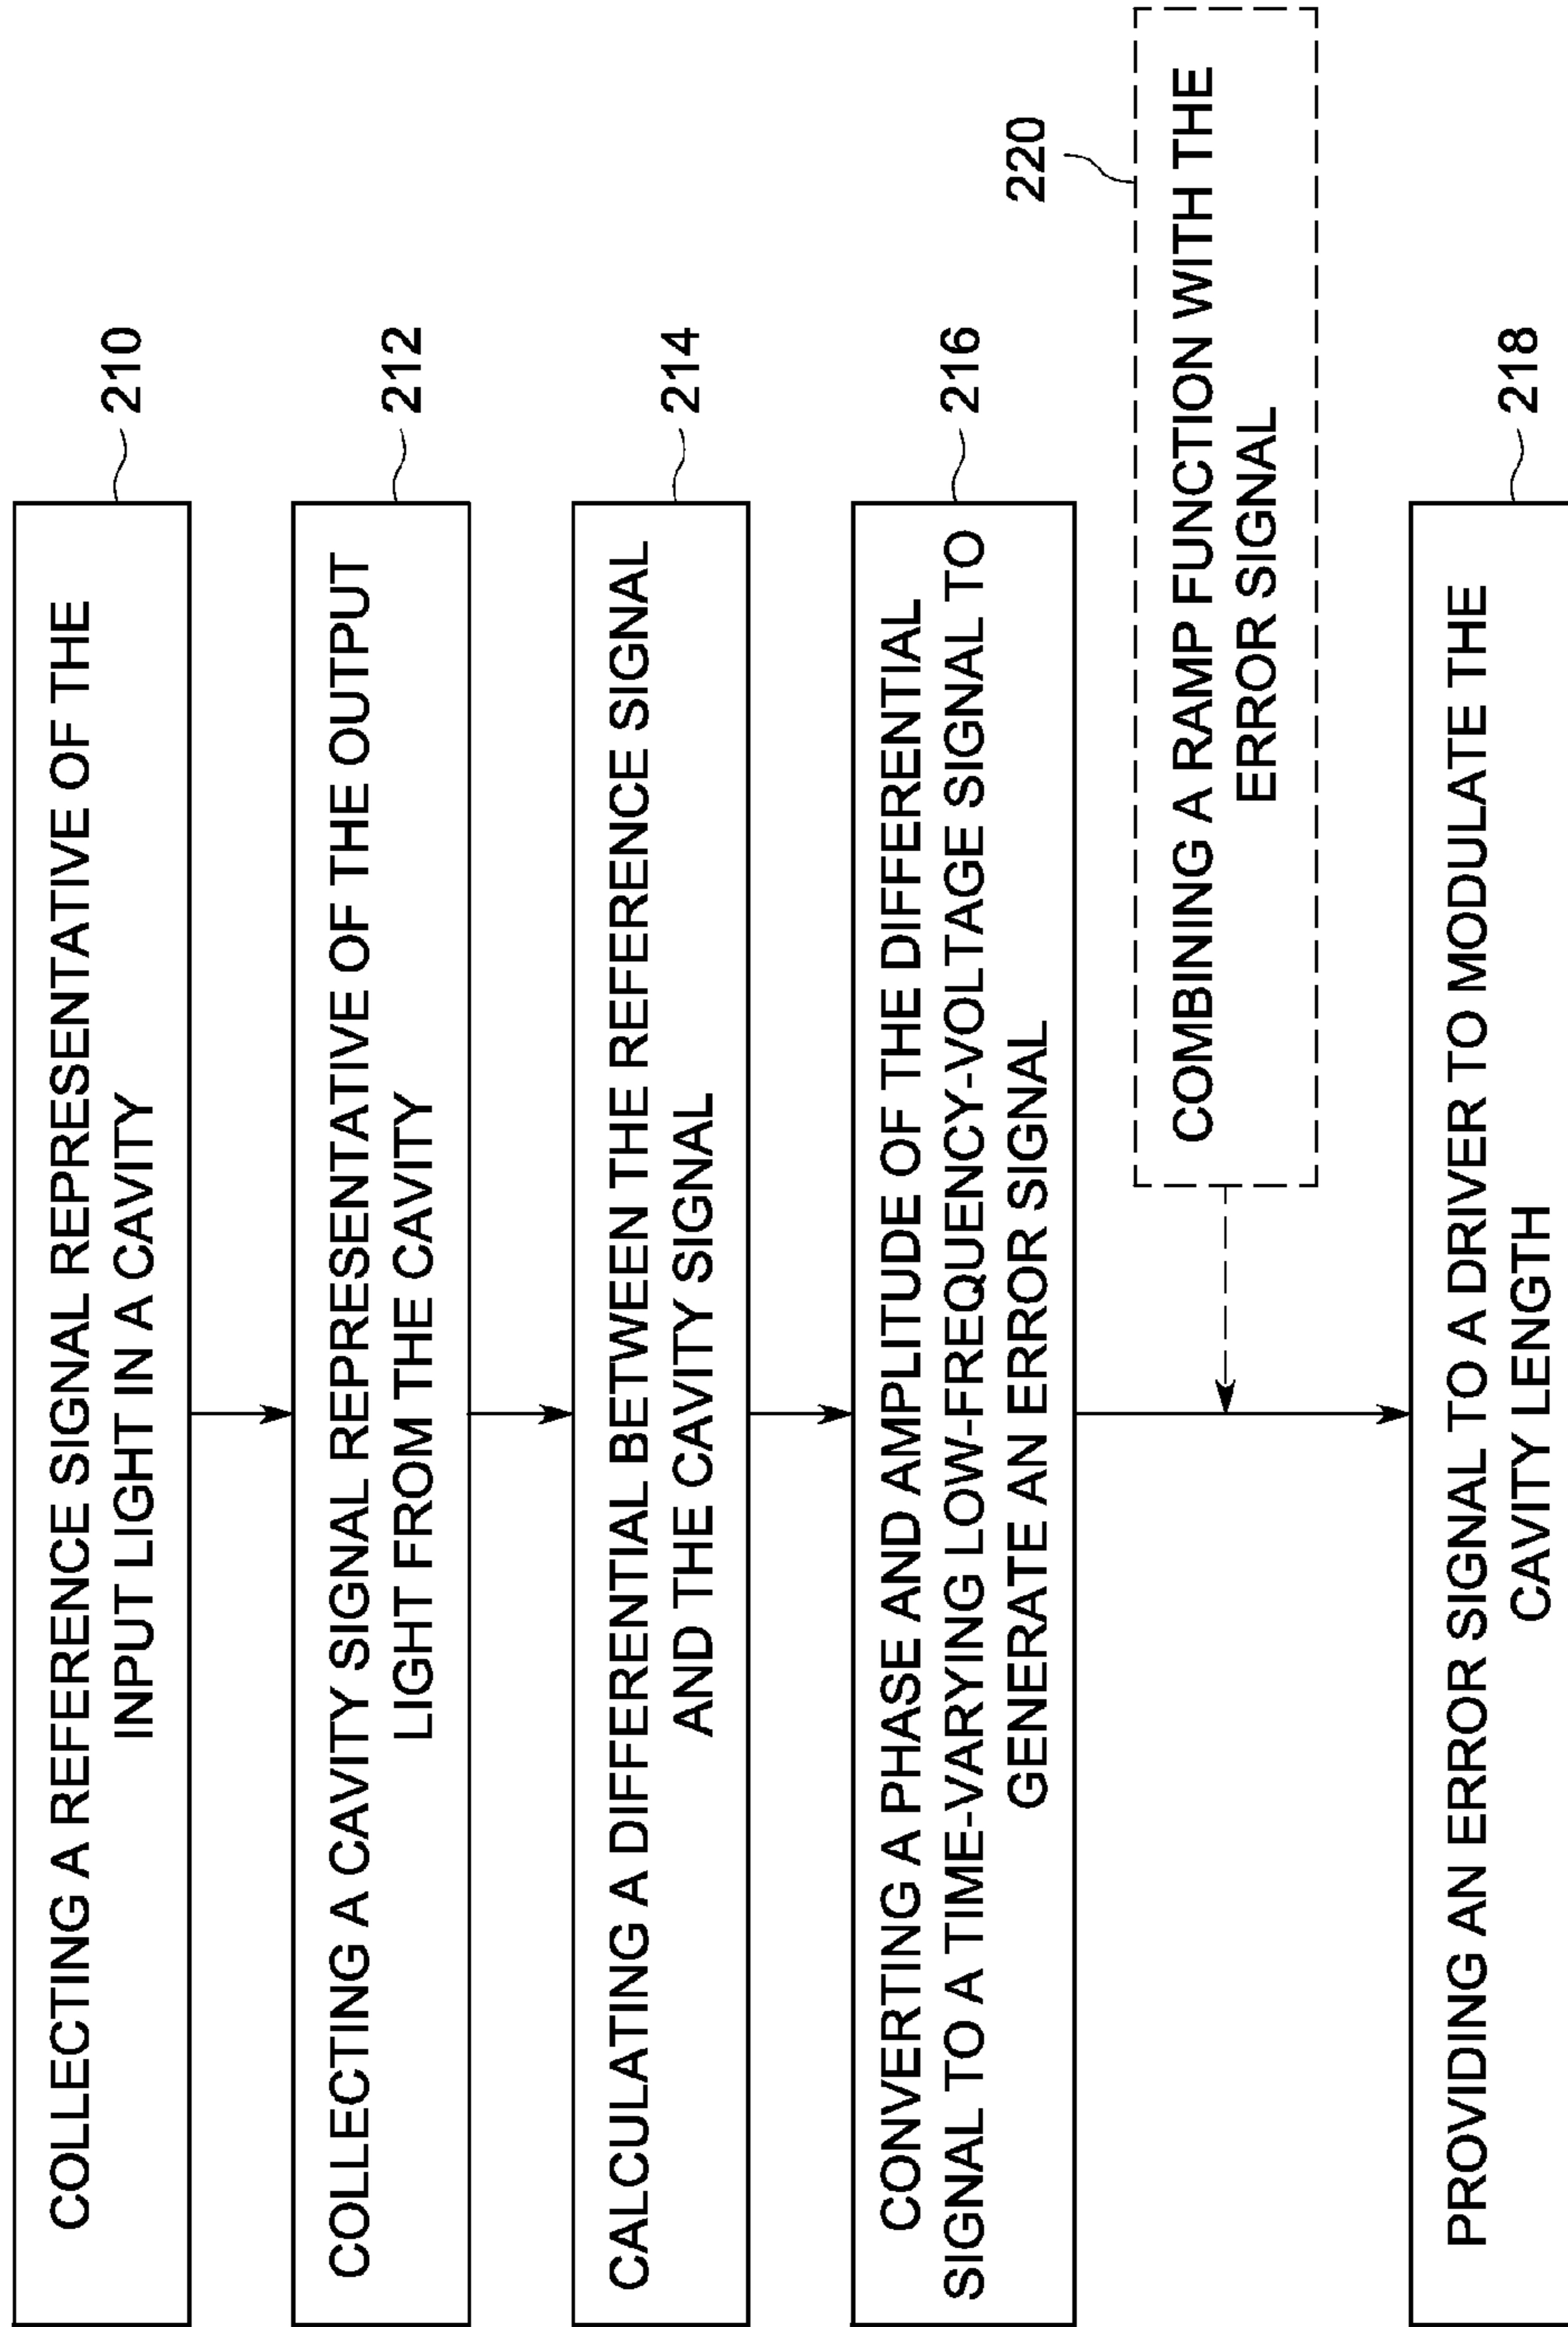 COLLECTING A REFERENCE SIGNAL REPRESENTATIVE OF THE
INPUT LIGHT IN A CAVITY
210
COLLECTING A CAVITY SIGNAL REPRESENTATIVE OF THE OUTPUT
LIGHT FROM THE CAVITY
212
CALCULATING A DIFFERENTIAL BETWEEN THE REFERENCE SIGNAL
AND THE CAVITY SIGNAL
214
CONVERTING A PHASE AND AMPLITUDE OF THE DIFFERENTIAL
SIGNAL TO A TIME-VARYING LOW-FREQUENCY-VOLTAGE SIGNAL TO
GENERATE AN ERROR SIGNAL
216
220
COMBINING A RAMP FUNCTION WITH THE
ERROR SIGNAL
PROVIDING AN ERROR SIGNAL TO A DRIVER TO MODULATE THE
CAVITY LENGTH
218